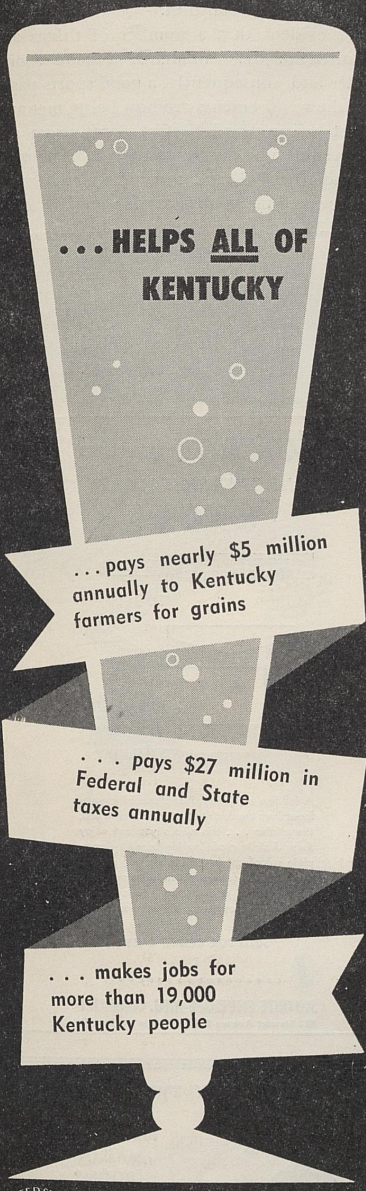 ...HELPS ALL OF
KENTUCKY
...pays nearly $5 million
annually to Kentucky
farmers for grains
. . . pays $27 million in
Federal and State
taxes annually
. . . makes jobs for
more than 19,000
Kentucky people